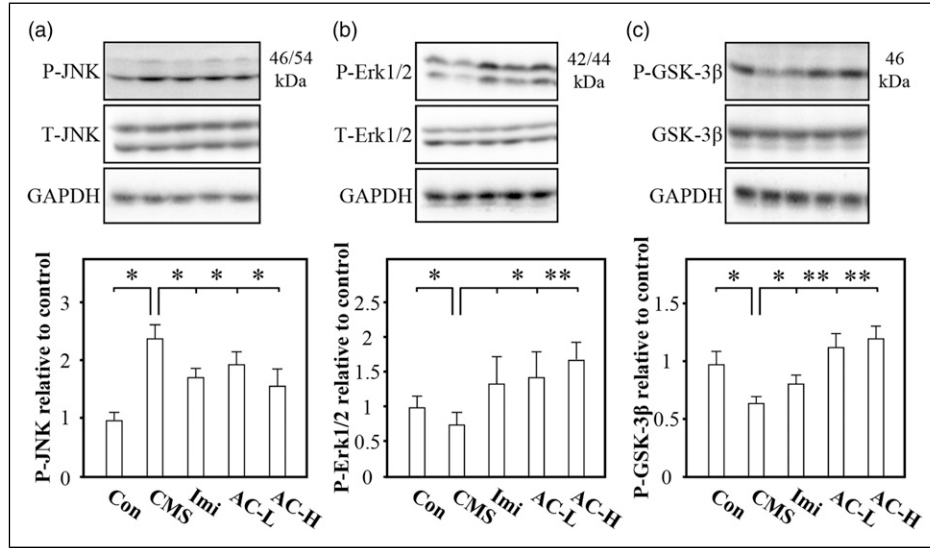 (a)
P-JNK
46/54
kDa
T-JNK
GAPDH
P-JNK relative to control
3
2
1
0
* * * *
Con
CMS
Imi
AC-L
AC-H
(b)
P-Erk1/2
42/44
kDa
T-Erk1/2
GAPDH
P-Erk1/2 relative to control
2.5
2
1.5
1
0.5
0
* * **
Con
CMS
Imi
AC-L
AC-H
(c)
P-GSK-3β
46
kDa
GSK-3β
GAPDH
P-GSK-3β relative to control
1.5
1
0.5
0
* * ** **
Con
CMS
Imi
AC-L
AC-H